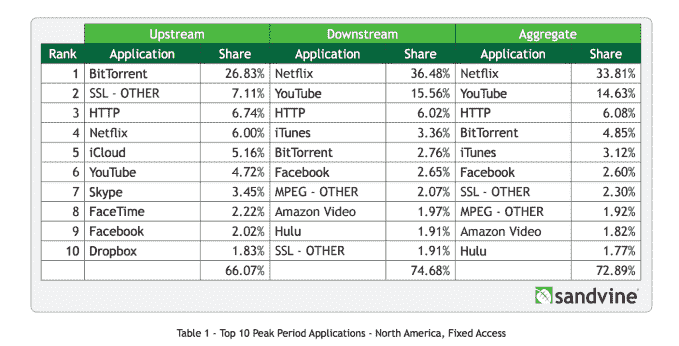 Upstream Downstream Aggregate
Rank Application Share Application Share Application Share
1 BitTorrent 26.83% Netflix 36.48% Netflix 33.81%
2 SSL - OTHER 7.11% YouTube 15.56% YouTube 14.63%
3 HTTP 6.74% HTTP 6.02% HTTP 6.08%
4 Netflix 6.00% iTunes 3.36% BitTorrent 4.85%
5 iCloud 5.16% BitTorrent 2.76% iTunes 3.12%
6 YouTube 4.72% Facebook 2.65% Facebook 2.60%
7 Skype 3.45% MPEG - OTHER 2.07% SSL - OTHER 2.30%
8 FaceTime 2.22% Amazon Video 1.97% MPEG - OTHER 1.92%
9 Facebook 2.02% Hulu 1.91% Amazon Video 1.82%
10 Dropbox 1.83% SSL - OTHER 1.91% Hulu 1.77%
66.07% 74.68% 72.89%
sandvine
Table 1 - Top 10 Peak Period Applications - North America, Fixed Access